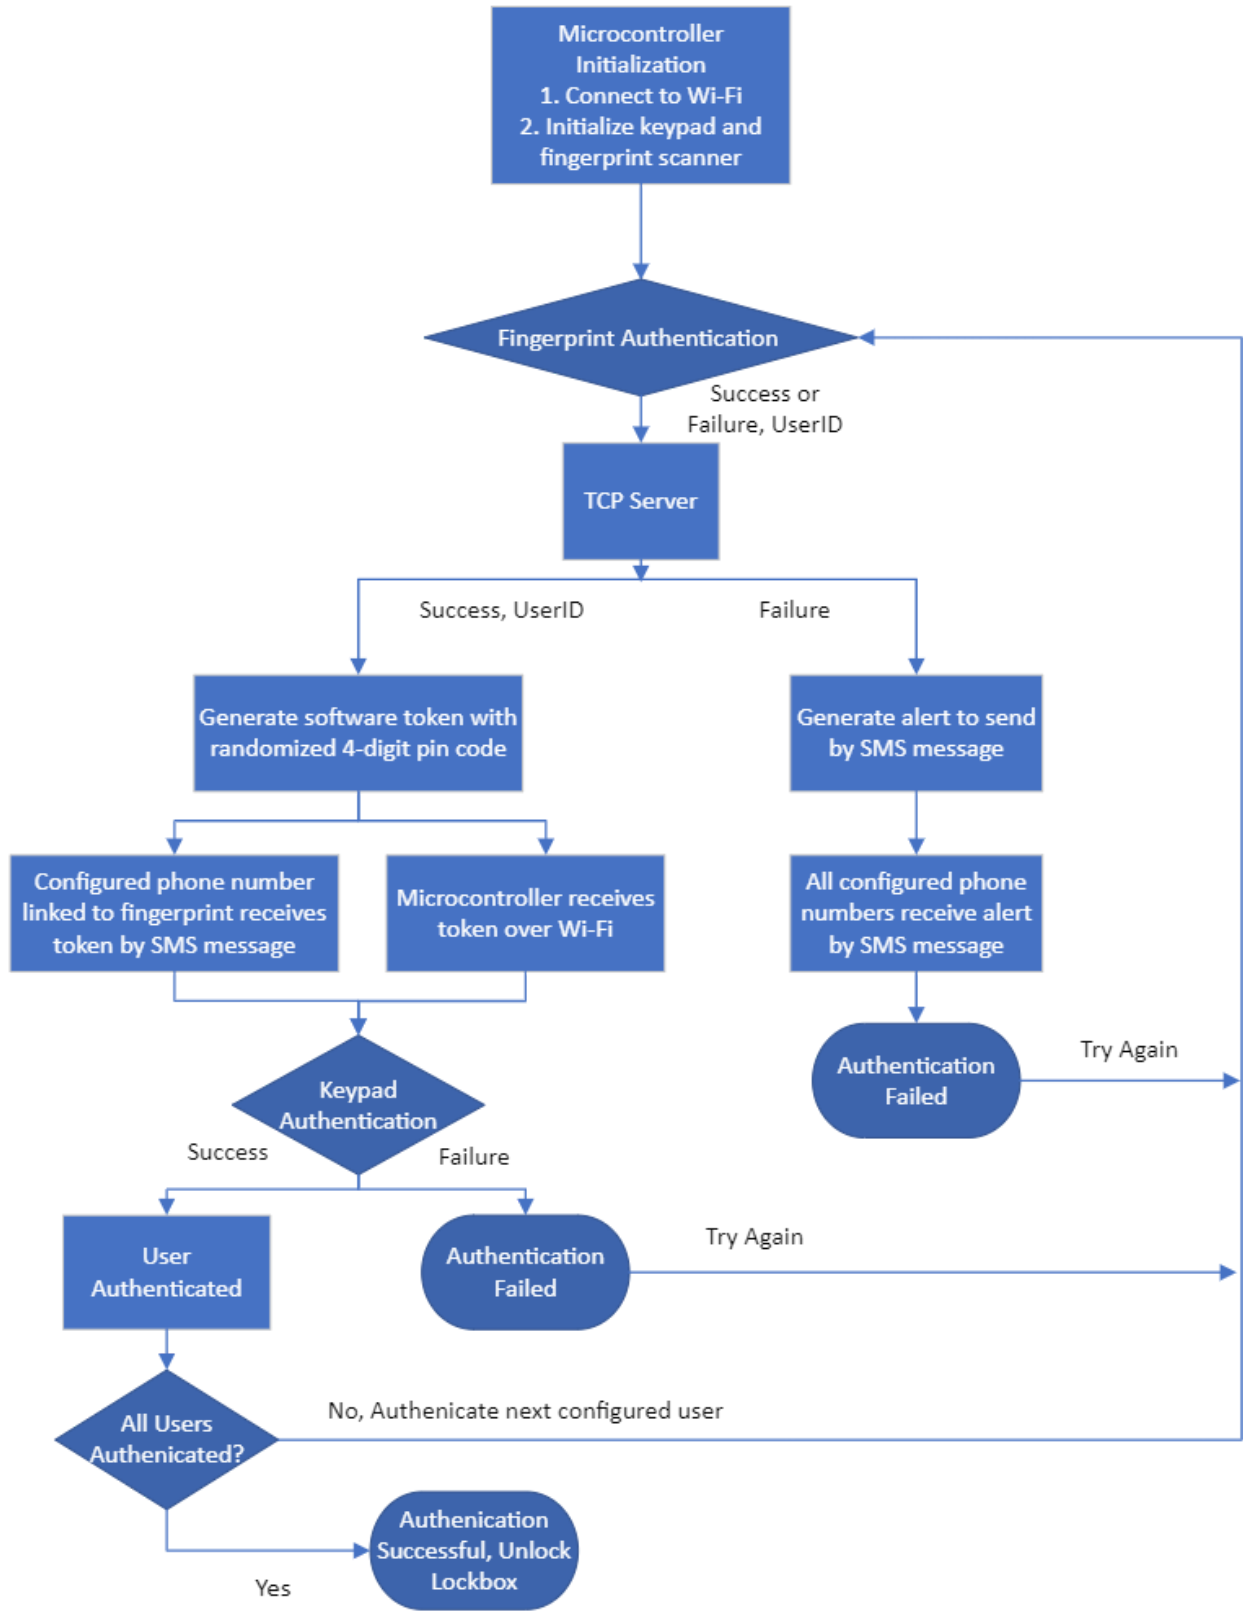 Microcontroller
Initialization
1. Connect to Wi-Fi
2. Initialize keypad and
fingerprint scanner
Fingerprint Authentication
Success or
Failure, UserID
TCP Server
Success, UserID
Failure
Generate software token with
randomized 4-digit pin code
Generate alert to send
by SMS message
Configured phone number
linked to fingerprint receives
token by SMS message
Microcontroller receives
token over Wi-Fi
All configured phone
numbers receive alert
by SMS message
Authentication
Failed
Try Again
Keypad
Authentication
Success
Failure
User
Authenticated
Authentication
Failed
Try Again
All Users
Authenicated?
No, Authenicate next configured user
Authenication
Successful, Unlock
Lockbox
Yes